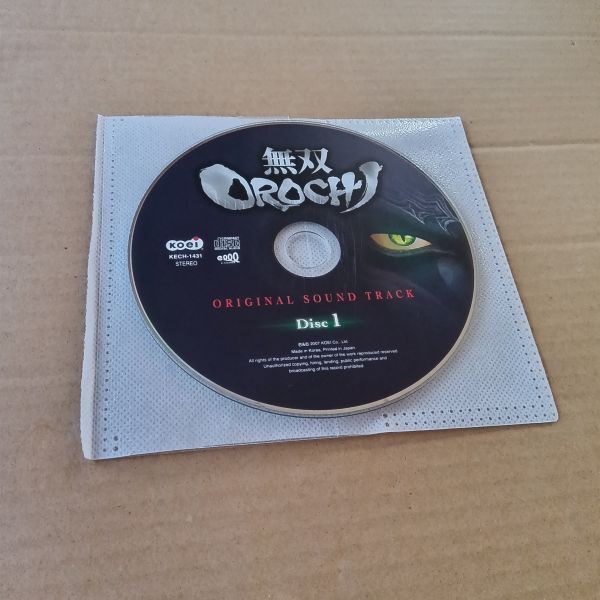 無双
OROCHI
KOEI
KECH-1431
STEREO
COMPACT
disc
ORIGINAL SOUND TRACK
Disc 1
2007 KOEI Co., Ltd.
Made in Korea, Printed in Japan
All rights of the producer and of the owner of the work reproduced reserved
Unauthorized copying, hiring, lending, public performance and
broadcasting of this record prohibited.